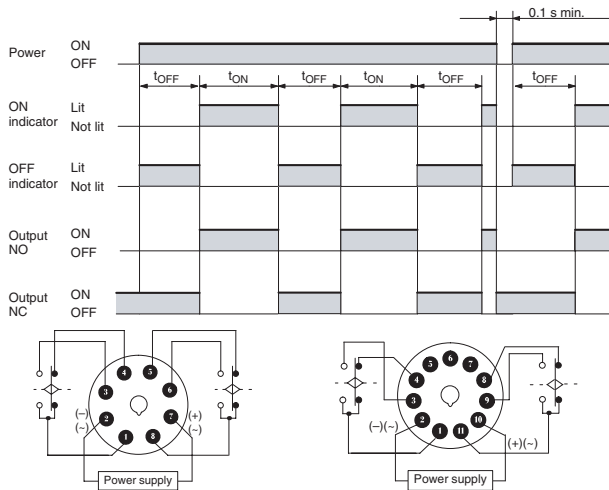 0.1 s min.
Power ON
OFF
tOFF tON tOFF tON tOFF tOFF
ON indicator Lit
Not lit
OFF indicator Lit
Not lit
Output NO ON
OFF
Output NC ON
OFF
4 5
3 6
2 7
1 8
(−) (~)
(+) (~)
Power supply
6
5 7
4 8
3 9
2 10
1 11
(−)(~)
(+)(~)
Power supply